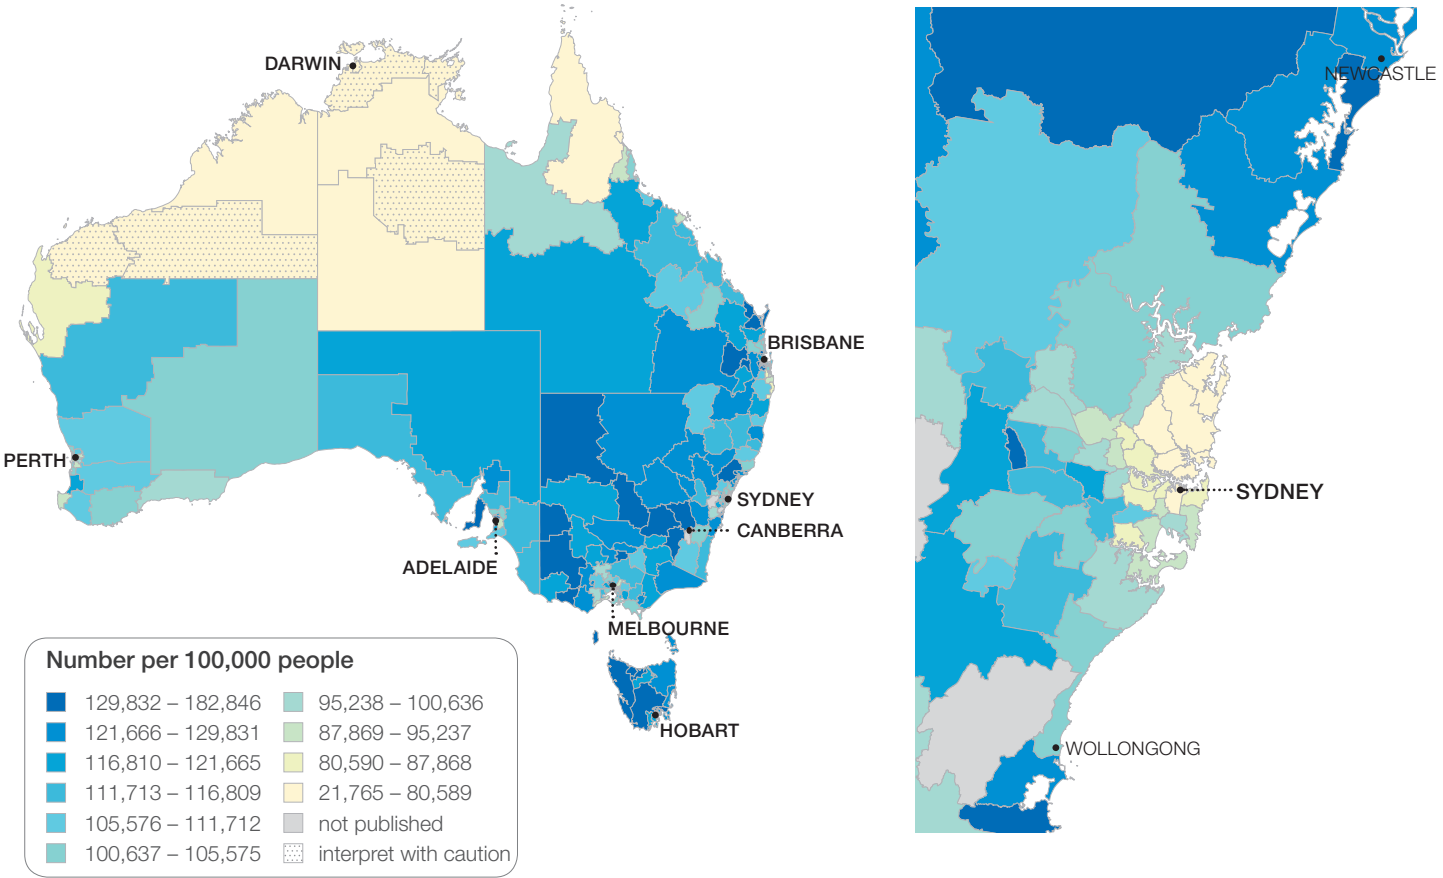 DARWIN
BRISBANE
PERTH
SYDNEY
CANBERRA
ADELAIDE
MELBOURNE
HOBART
Number per 100,000 people
129,832 – 182,846
121,666 – 129,831
116,810 – 121,665
111,713 – 116,809
105,576 – 111,712
100,637 – 105,575
95,238 – 100,636
87,869 – 95,237
80,590 – 87,868
21,765 – 80,589
not published
interpret with caution
NEWCASTLE
SYDNEY
WOLLONGONG